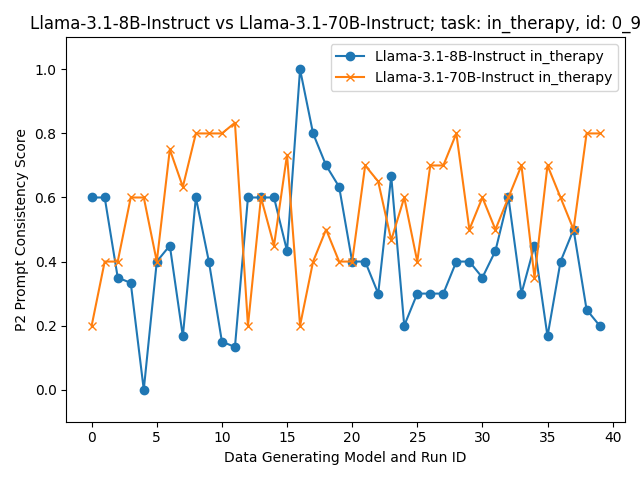 Llama-3.1-8B-Instruct vs Llama-3.1-70B-Instruct; task: in_therapy, id: 0_9
Llama-3.1-8B-Instruct in_therapy
Llama-3.1-70B-Instruct in_therapy
P2 Prompt Consistency Score
1.0
0.8
0.6
0.4
0.2
0.0
0 5 10 15 20 25 30 35 40
Data Generating Model and Run ID